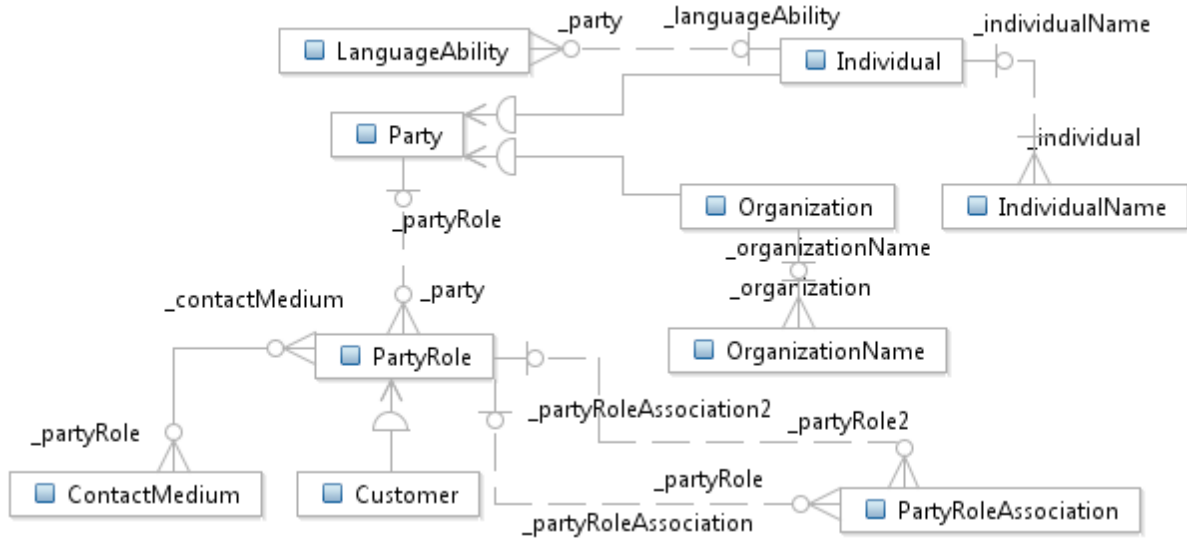 _party
_languageAbility
_individualName
LanguageAbility
Individual
Party
_individual
Organization
IndividualName
_partyRole
_organizationName
_organization
_contactMedium
_party
PartyRole
OrganizationName
_partyRoleAssociation2
_partyRole2
_partyRole
_partyRole
ContactMedium
Customer
PartyRoleAssociation
_partyRoleAssociation